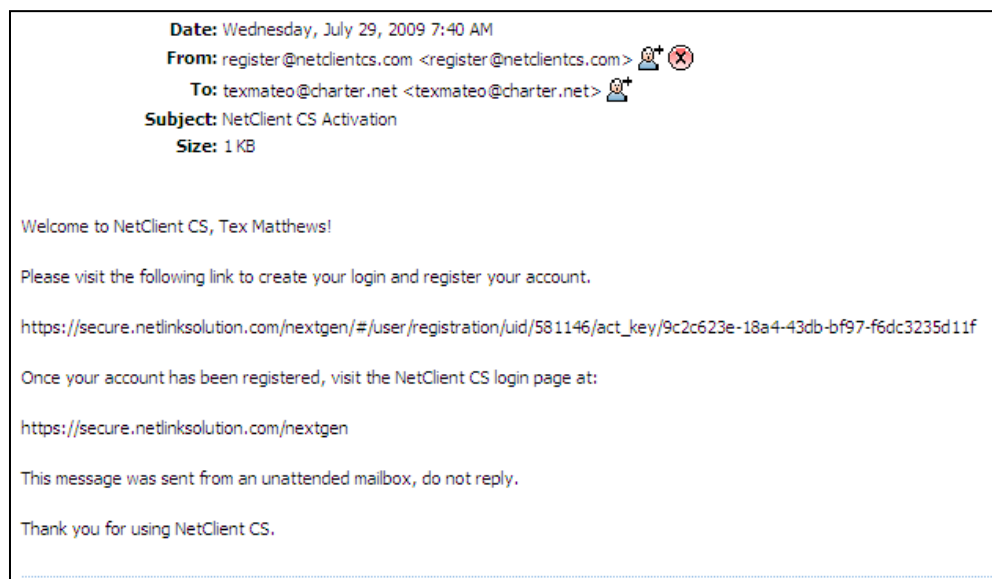 Date: Wednesday, July 29, 2009 7:40 AM
From: register@netclientcs.com <register@netclientcs.com>
To: texmateo@charter.net <texmateo@charter.net>
Subject: NetClient CS Activation
Size: 1 KB
Welcome to NetClient CS, Tex Matthews!
Please visit the following link to create your login and register your account.
https://secure.netlinksolution.com/nextgen/#/user/registration/uid/581146/act_key/9c2c623e-18a4-43db-bf97-f6dc3235d11f
Once your account has been registered, visit the NetClient CS login page at:
https://secure.netlinksolution.com/nextgen
This message was sent from an unattended mailbox, do not reply.
Thank you for using NetClient CS.